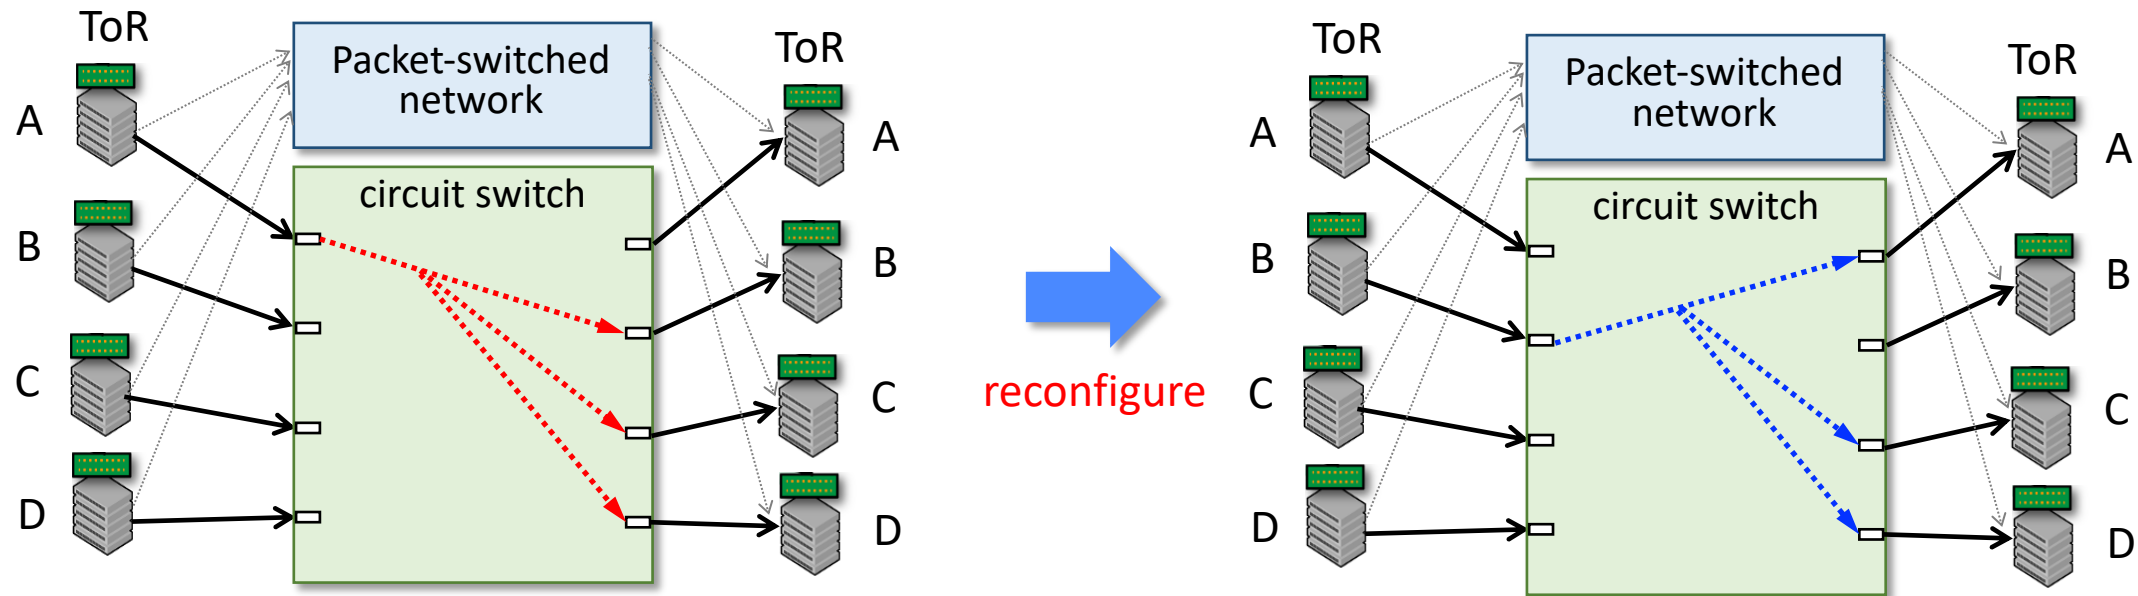 ToR
Packet-switched
network
ToR
A
A
circuit switch
B
B
C
C
D
D
reconfigure
ToR
Packet-switched
network
ToR
A
A
circuit switch
B
B
C
C
D
D